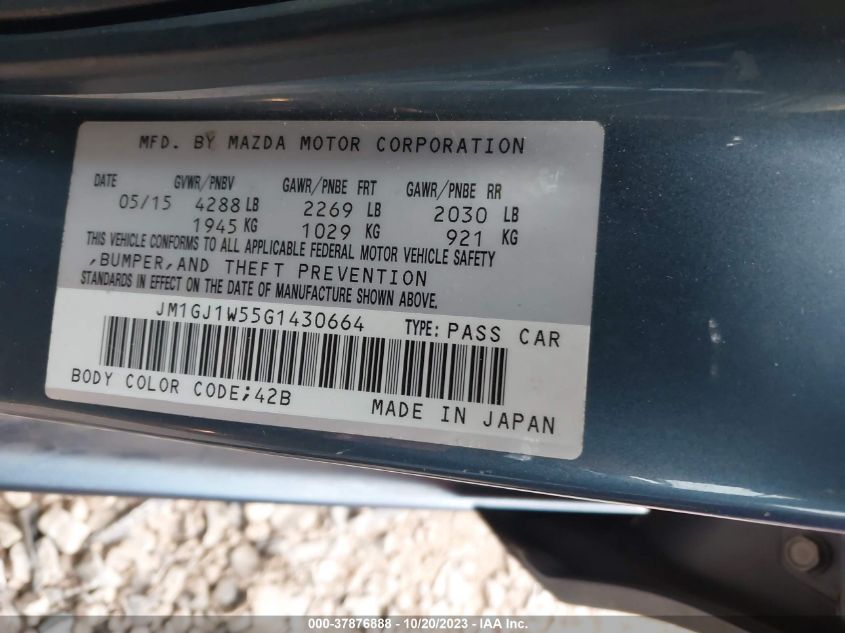 MFD. BY MAZDA MOTOR CORPORATION
DATE GVWR/PNBV GAWR/PNBE FRT GAWR/PNBE RR
05/15 4288 LB 2269 LB 2030 LB
1945 KG 1029 KG 921 KG
THIS VEHICLE CONFORMS TO ALL APPLICABLE FEDERAL MOTOR VEHICLE SAFETY
,BUMPER,AND THEFT PREVENTION
STANDARDS IN EFFECT ON THE DATE OF MANUFACTURE SHOWN ABOVE.
JM1GJ1W55G1430664 TYPE: PASS CAR
BODY COLOR CODE;42B MADE IN JAPAN
000-37876888 - 10/20/2023 - IAA Inc.